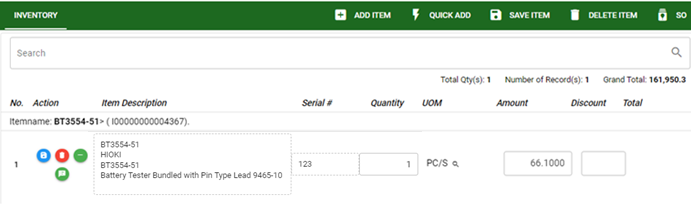 INVENTORY ADD ITEM QUICK ADD SAVE ITEM DELETE ITEM SO
Search
Total Qty(s): 1 Number of Record(s): 1 Grand Total: 161,950.3
No. Action Item Description Serial # Quantity UOM Amount Discount Total
Itemname: BT3554-51> ( I00000000004367).
BT3554-51
HIOKI
1 123 1 PC/S 66.1000
BT3554-51
Battery Tester Bundled with Pin Type Lead 9465-10